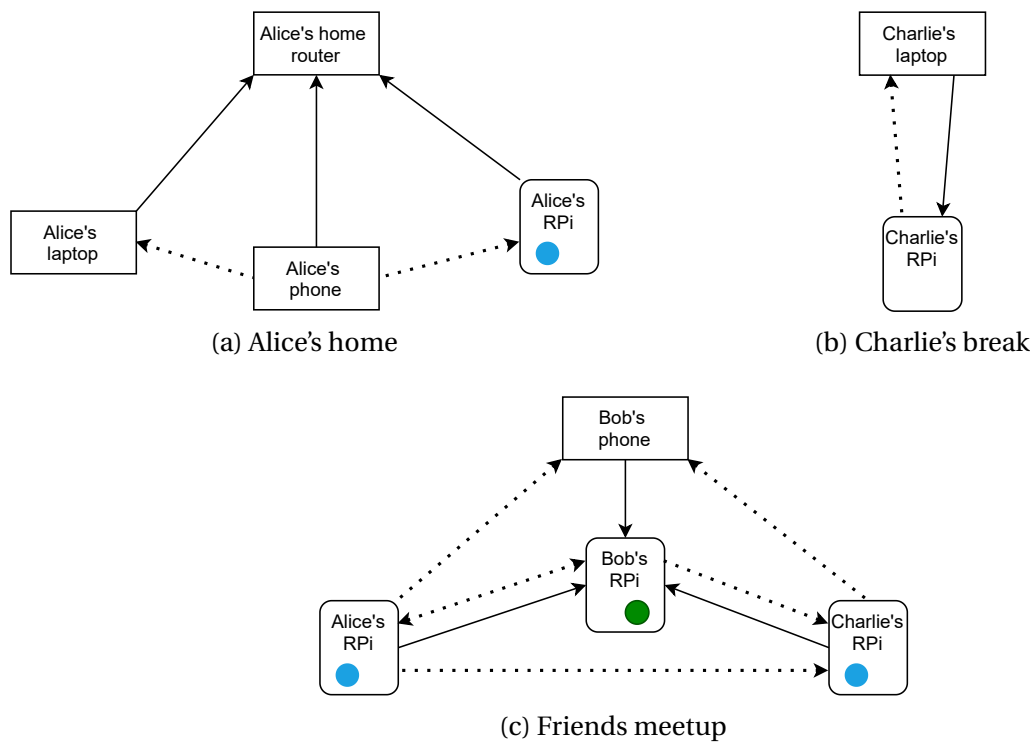 Alice's home
router
Alice's
laptop
Alice's
phone
Alice's
RPi
(a) Alice’s home
Charlie's
laptop
Charlie's
RPi
(b) Charlie’s break
Bob's
phone
Bob's
RPi
Alice's
RPi
Charlie's
RPi
(c) Friends meetup